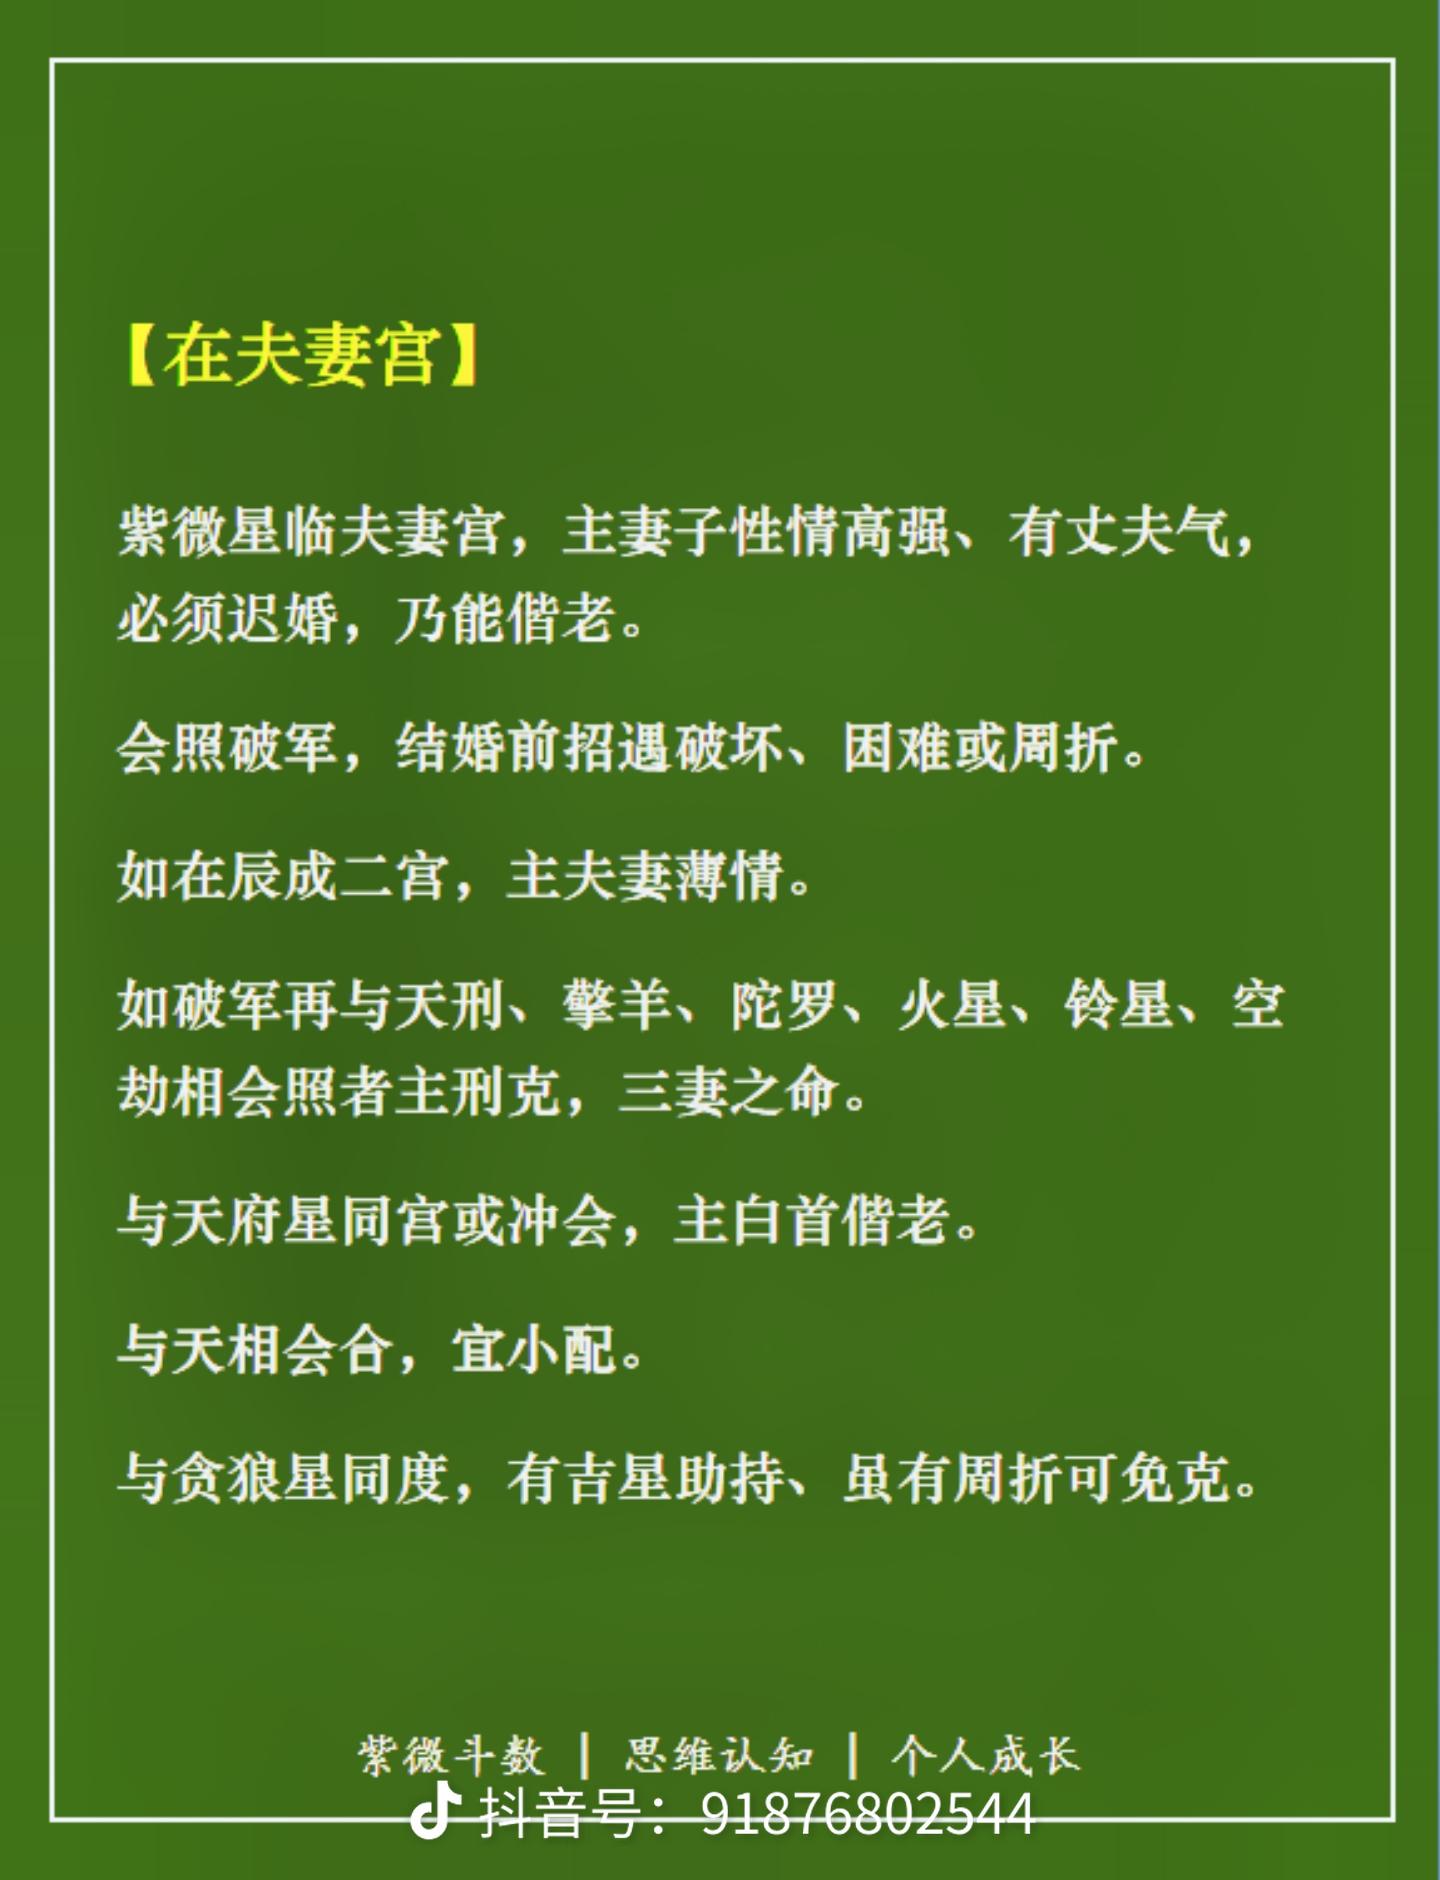 【在夫妻宫】
紫微星临夫妻宫，主妻子性情高强、有丈夫气，
必须迟婚，乃能偕老。
会照破军，结婚前招遇破坏、困难或周折。
如在辰成二宫，主夫妻薄情。
如破军再与天刑、擎羊、陀罗、火星、铃星、空
劫相会照者主刑克，三妻之命。
与天府星同宫或冲会，主白首偕老。
与天相会合，宜小配。
与贪狼星同度，有吉星助持、虽有周折可免克。
紫微斗数 | 思维认知 | 个人成长
抖音号：91876802544